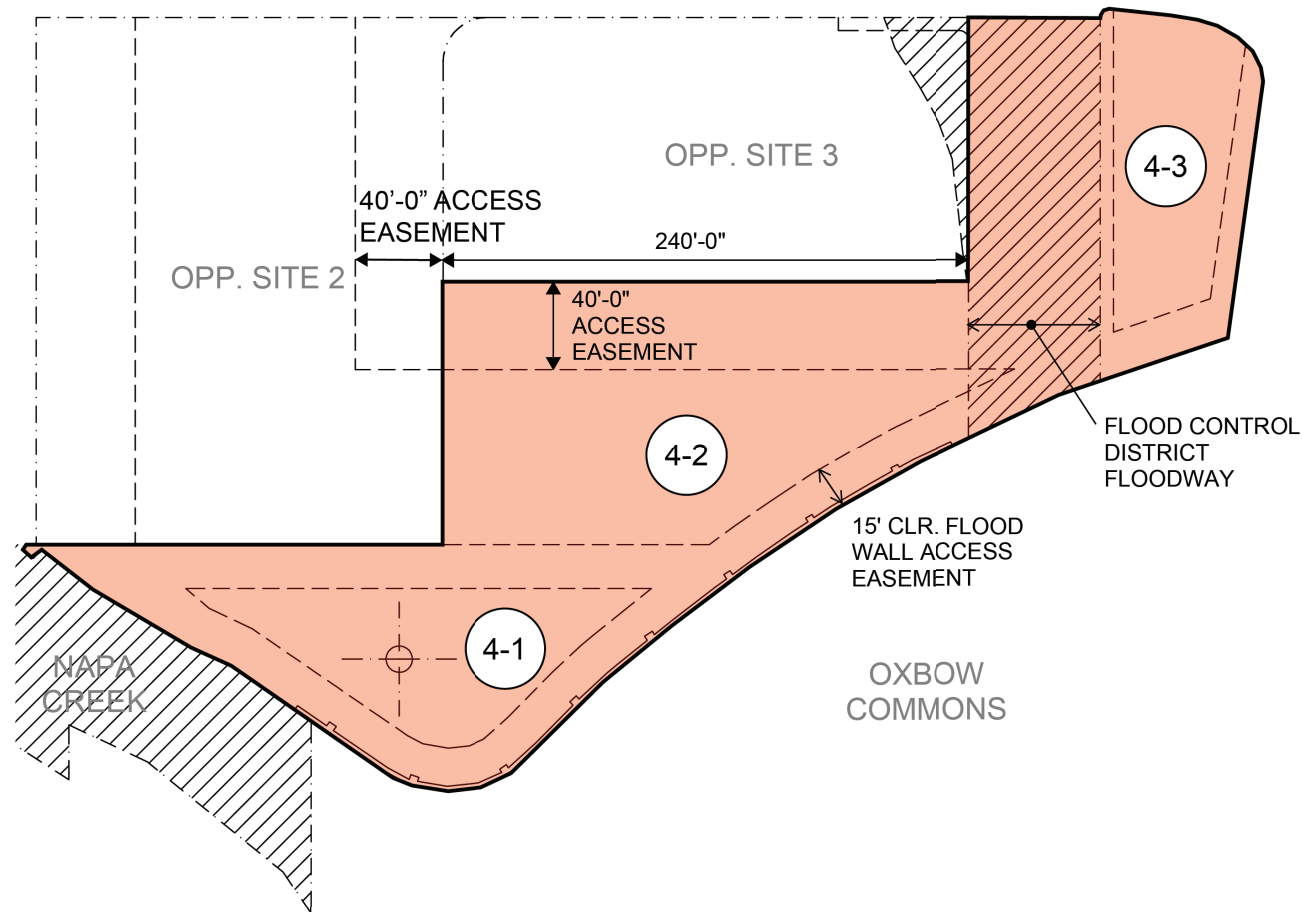 OPP. SITE 3
4-3
40’-0” ACCESS
EASEMENT
240'-0"
OPP. SITE 2
40'-0"
ACCESS
EASEMENT
4-2
FLOOD CONTROL
DISTRICT
FLOODWAY
15' CLR. FLOOD
WALL ACCESS
EASEMENT
4-1
NAPA
CREEK
OXBOW
COMMONS